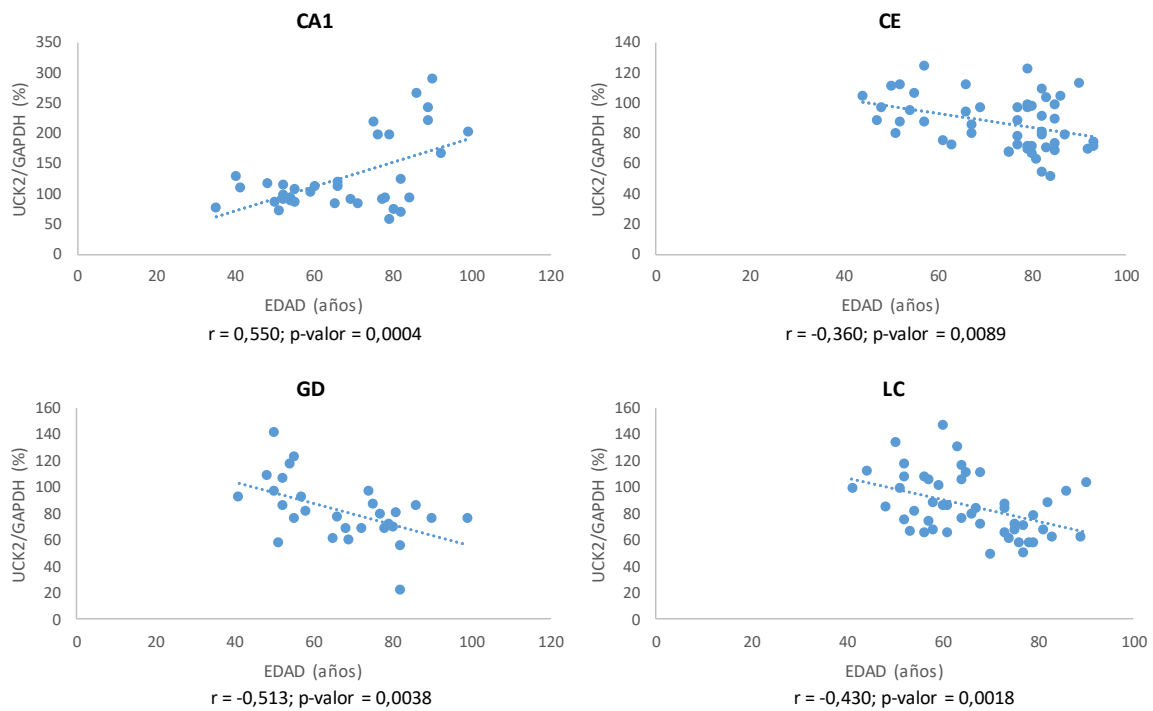 CA1
UCK2/GAPDH (%)
350
300
250
200
150
100
50
0
0 20 40 60 80 100 120
EDAD (años)
r = 0,550; p-valor = 0,0004
CE
UCK2/GAPDH (%)
140
120
100
80
60
40
20
0
0 20 40 60 80 100
EDAD (años)
r = -0,360; p-valor = 0,0089
GD
UCK2/GAPDH (%)
160
140
120
100
80
60
40
20
0
0 20 40 60 80 100 120
EDAD (años)
r = -0,513; p-valor = 0,0038
LC
UCK2/GAPDH (%)
160
140
120
100
80
60
40
20
0
0 20 40 60 80 100
EDAD (años)
r = -0,430; p-valor = 0,0018